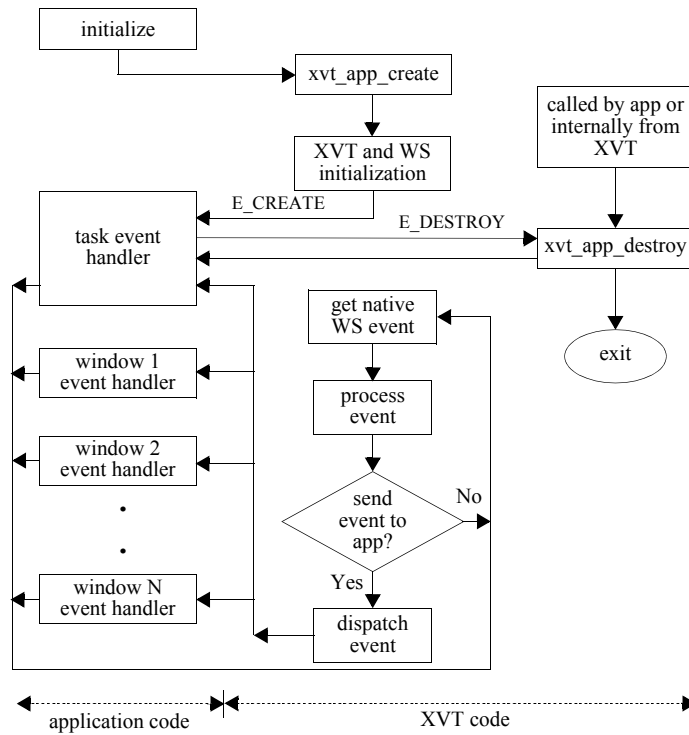 initialize
xvt_app_create
called by app or
internally from
XVT
XVT and WS
initialization
E_CREATE
E_DESTROY
task event
handler
xvt_app_destroy
get native
WS event
exit
window 1
event handler
process
event
window 2
event handler
send
event to
app?
No
Yes
window N
event handler
dispatch
event
application code
XVT code